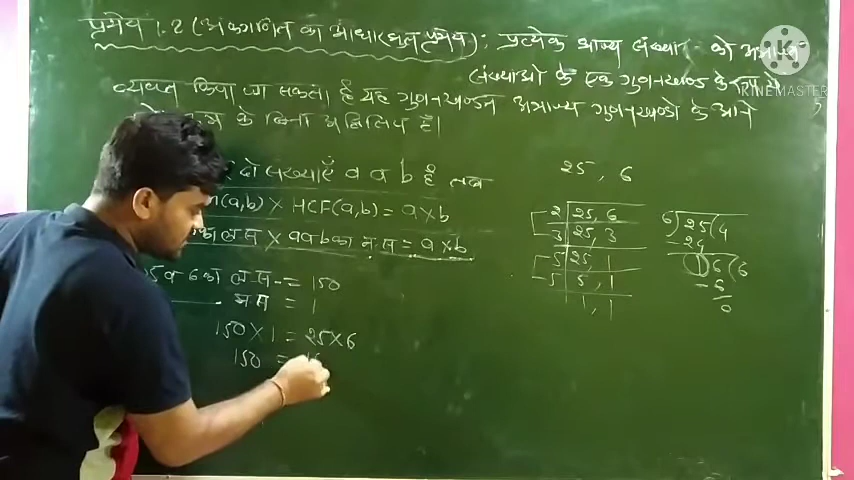 प्रमेय 1.2 (अंकगणित का आधारभूत प्रमेय) : प्रत्येक भाज्य संख्या को अभाज्य
संख्याओं के एक गुणनखण्ड के रूप में
व्यक्त किया जा सकता है यह गुणनखण्डन अभाज्य गुणनखण्डो के आने
के बिना अद्वितीय है।
दो संख्याएँ a व b है तब
(a,b) × HCF(a,b) = a×b
का ल॰स × a व b का म॰स = a×b
व 6 का ल॰स = 150
म॰स = 1
150 × 1 = 25×6
150 =
25, 6
2 | 25, 6
3 | 25, 3
5 | 25, 1
5 | 5, 1
1, 1
6) 25 (4
- 24
1) 6 (6
- 6
0
KINEMASTER